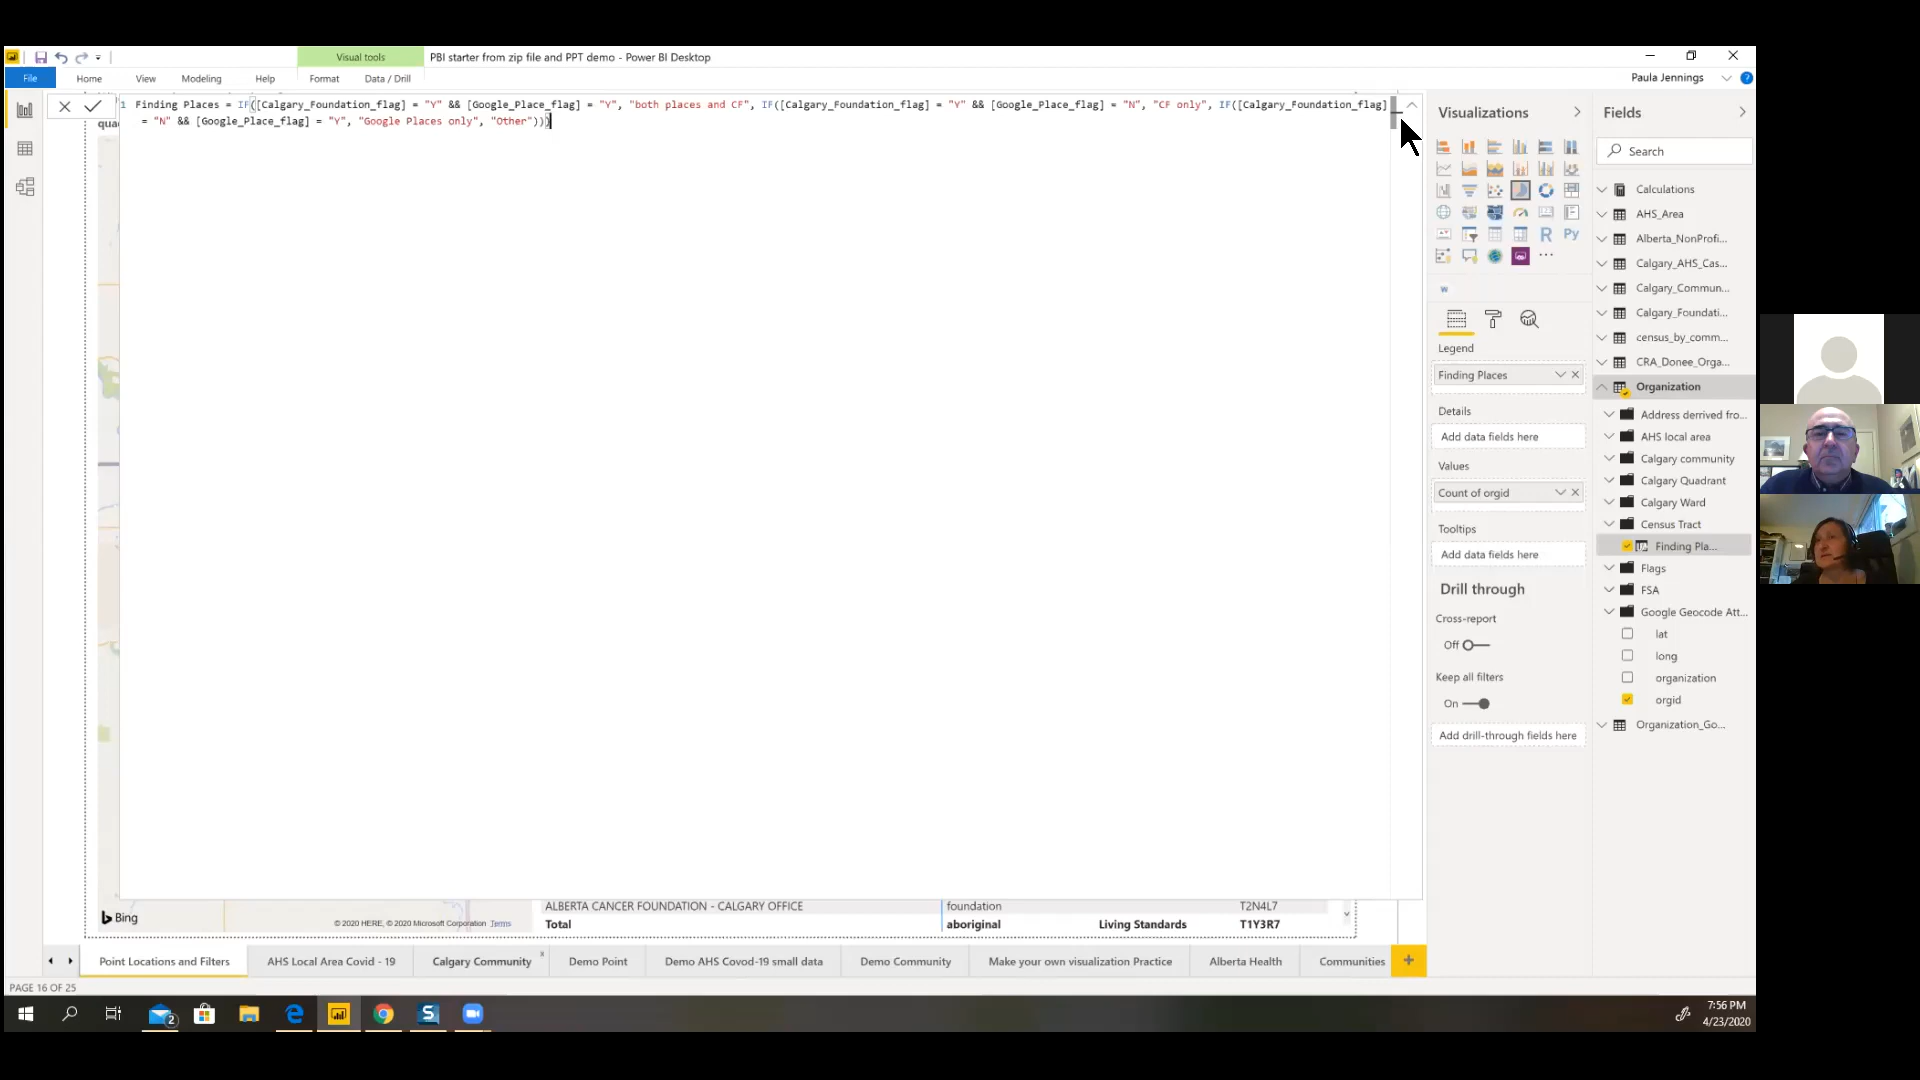 Visual tools
PBI starter from zip file and PPT demo - Power BI Desktop
File
Home
View
Modeling
Help
Format
Data / Drill
Paula Jennings
?
1 Finding Places = IF([Calgary_Foundation_flag] = "Y" && [Google_Place_flag] = "Y", "both places and CF", IF([Calgary_Foundation_flag] = "Y" && [Google_Place_flag] = "N", "CF only", IF([Calgary_Foundation_flag]
= "N" && [Google_Place_flag] = "Y", "Google Places only", "Other")))
Visualizations
R
Py
Legend
Finding Places
Details
Add data fields here
Values
Count of orgid
Tooltips
Add data fields here
Drill through
Cross-report
Off
Keep all filters
On
Add drill-through fields here
Fields
Search
Calculations
AHS_Area
Alberta_NonProfi...
Calgary_AHS_Cas...
Calgary_Commun...
Calgary_Foundati...
census_by_comm...
CRA_Donee_Orga...
Organization
Address derrived fro...
AHS local area
Calgary community
Calgary Quadrant
Calgary Ward
Census Tract
Finding Pla...
Flags
FSA
Google Geocode Att...
lat
long
organization
orgid
Organization_Go...
Bing
© 2020 HERE, © 2020 Microsoft Corporation Terms
ALBERTA CANCER FOUNDATION - CALGARY OFFICE foundation T2N4L7
Total aboriginal Living Standards T1Y3R7
Point Locations and Filters
AHS Local Area Covid - 19
Calgary Community
Demo Point
Demo AHS Covod-19 small data
Demo Community
Make your own visualization Practice
Alberta Health
Communities
PAGE 16 OF 25
2
7:56 PM
4/23/2020